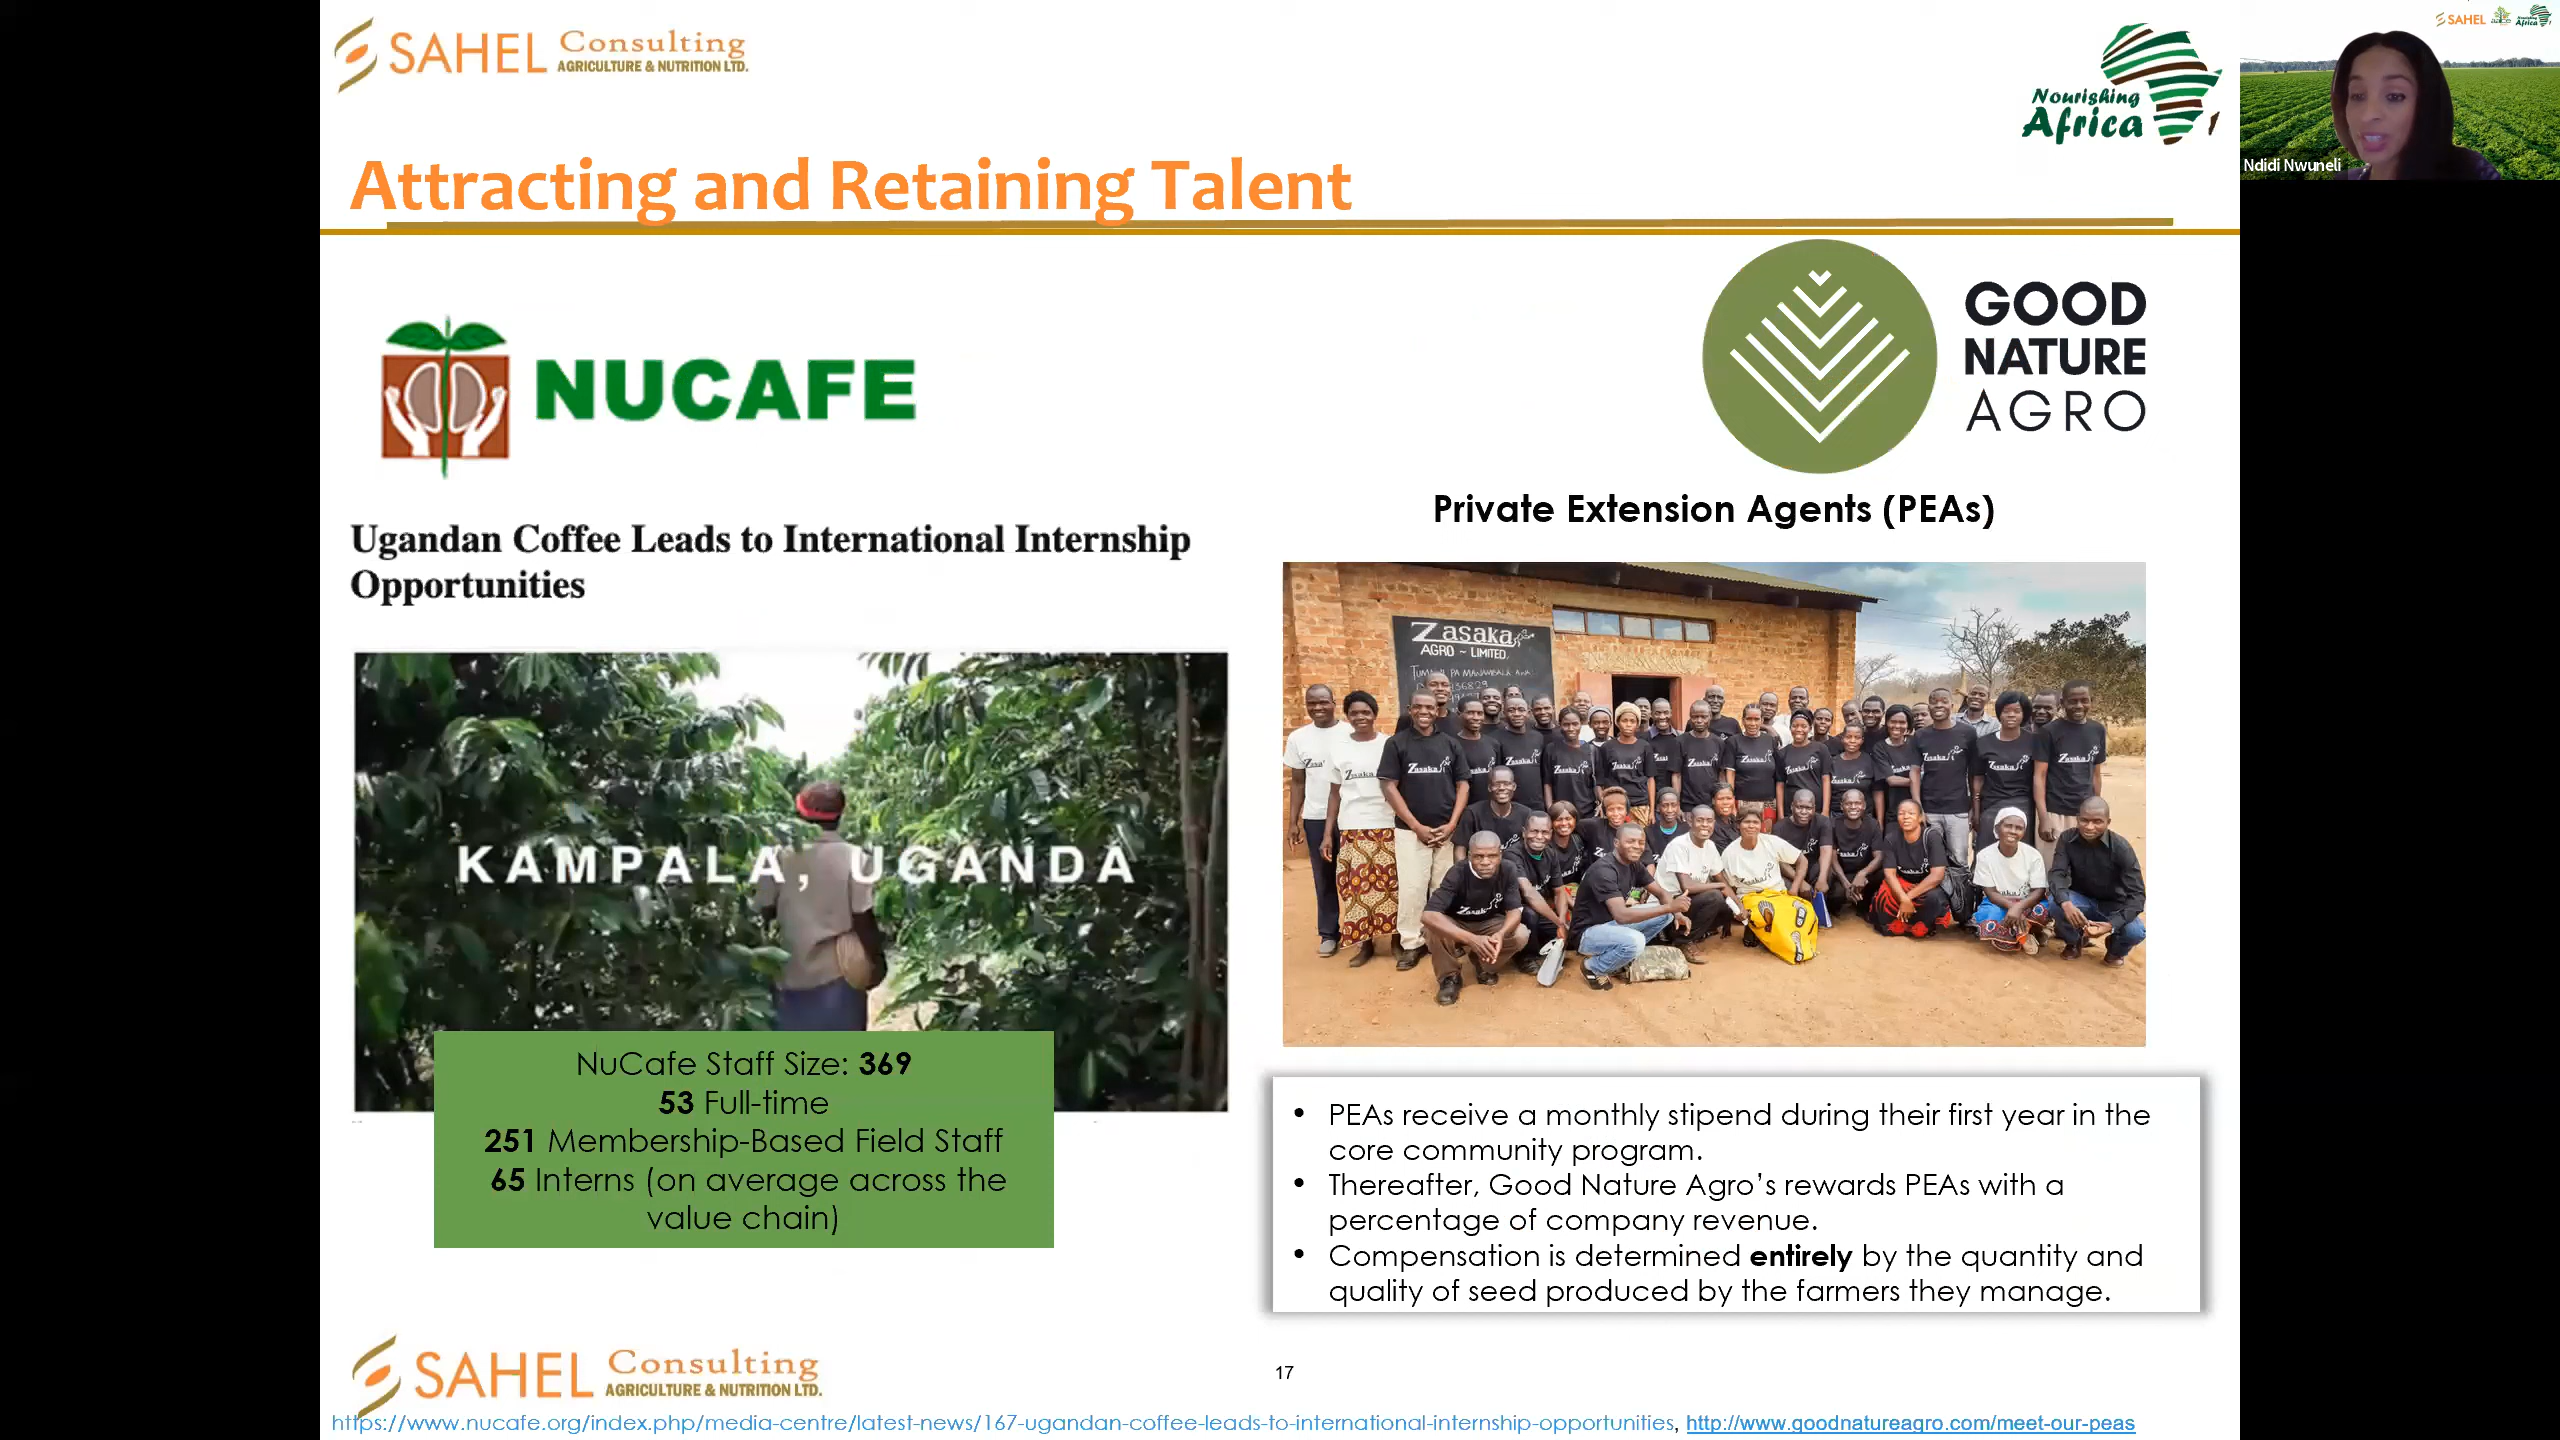 SAHEL Consulting
AGRICULTURE & NUTRITION LTD.
Nourishing
Africa
SAHEL
Nourishing
Africa
Ndidi Nwuneli
Attracting and Retaining Talent
NUCAFE
GOOD
NATURE
AGRO
Ugandan Coffee Leads to International Internship
Opportunities
KAMPALA, UGANDA
NuCafe Staff Size: 369
53 Full-time
251 Membership-Based Field Staff
65 Interns (on average across the
value chain)
Private Extension Agents (PEAs)
Zasaka
AGRO ~ LIMITED
• PEAs receive a monthly stipend during their first year in the
core community program.
• Thereafter, Good Nature Agro's rewards PEAs with a
percentage of company revenue.
• Compensation is determined entirely by the quantity and
quality of seed produced by the farmers they manage.
SAHEL Consulting
AGRICULTURE & NUTRITION LTD.
17
https://www.nucafe.org/index.php/media-centre/latest-news/167-ugandan-coffee-leads-to-international-internship-opportunities, http://www.goodnatureagro.com/meet-our-peas